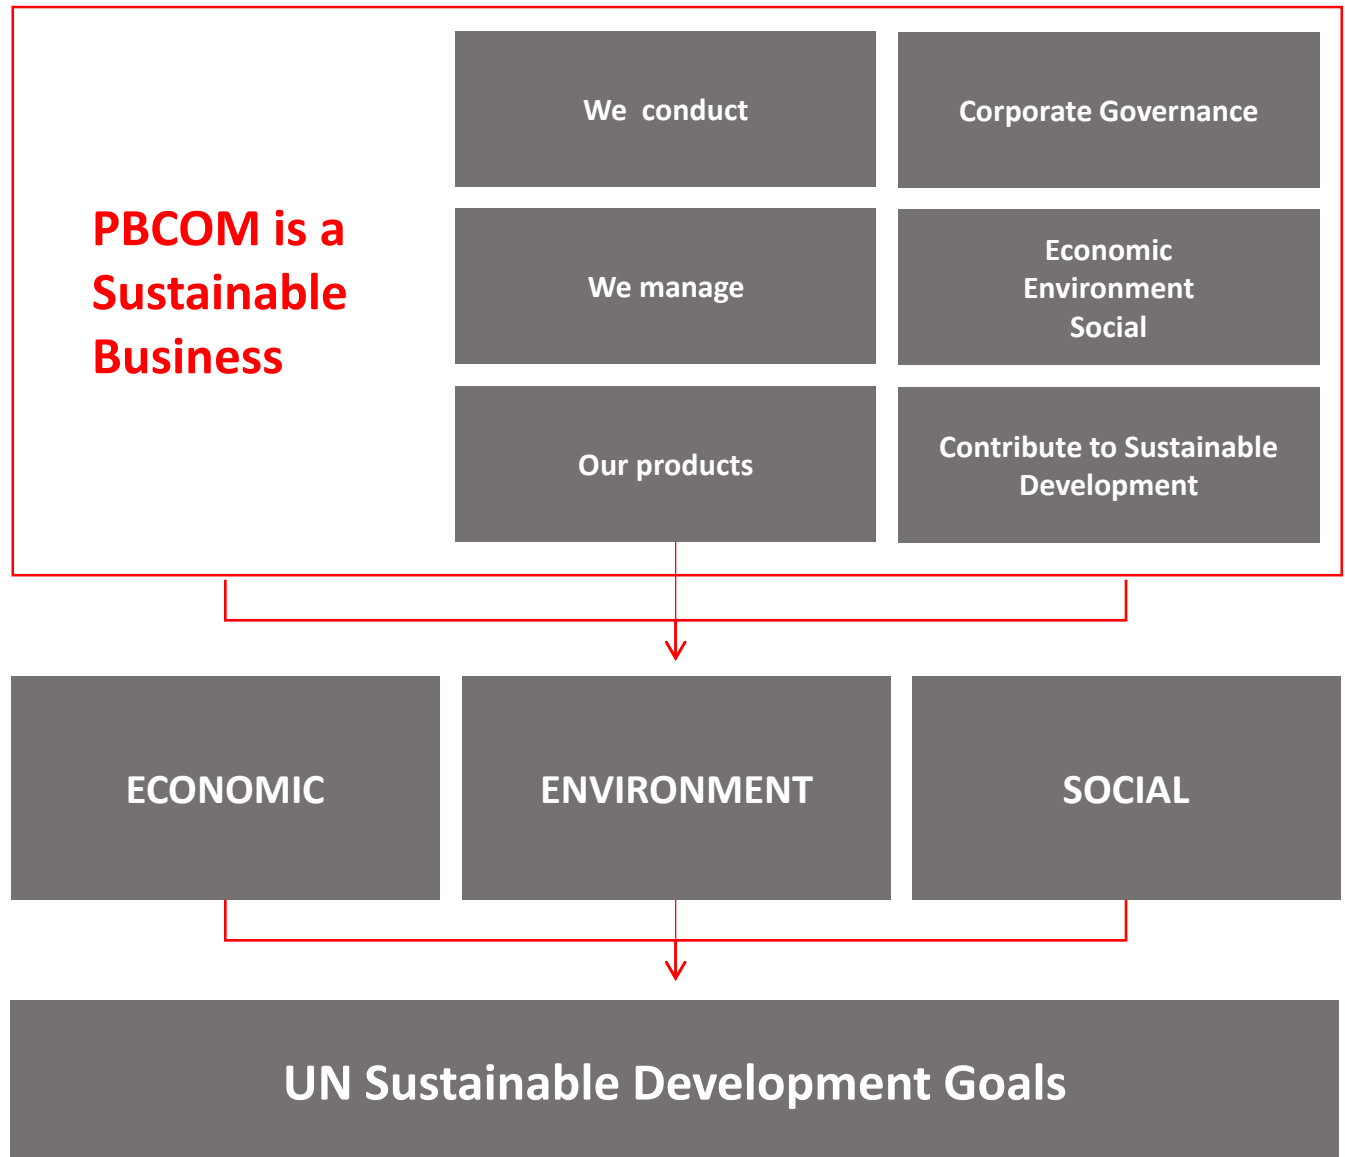 PBCOM is a
Sustainable
Business
We  conduct
Corporate Governance
We manage
Economic
Environment
Social
Our products
Contribute to Sustainable
Development
ECONOMIC
ENVIRONMENT
SOCIAL
UN Sustainable Development Goals